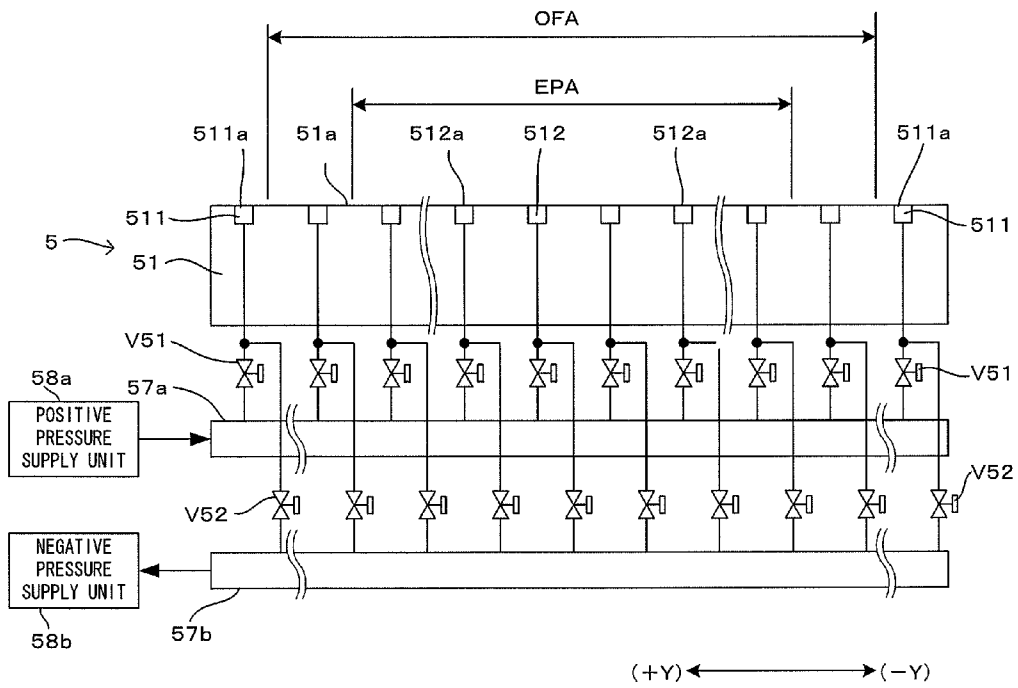 OFA
EPA
511a
51a
512a
512
512a
511a
511
511
5
51
V51
V51
58a
57a
POSITIVE
PRESSURE
SUPPLY UNIT
V52
V52
NEGATIVE
PRESSURE
SUPPLY UNIT
58b
57b
(+Y)
(-Y)